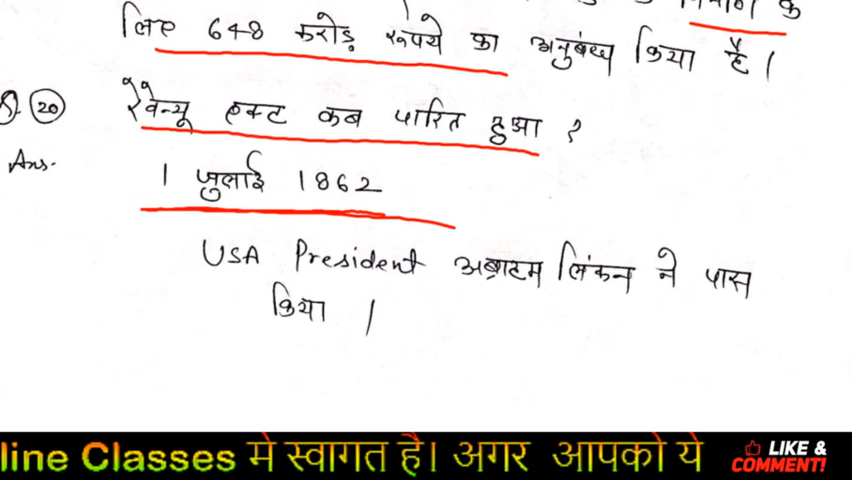 के
लिए 648 करोड़ रूपये का अनुबंध किया है।
Q. 20 रेवेन्यू एक्ट कब पारित हुआ ?
Ans. 1 जुलाई 1862
USA President अब्राहम लिंकन ने पास
किया |
line Classes मे स्वागत है। अगर आपको ये
LIKE &
COMMENT!